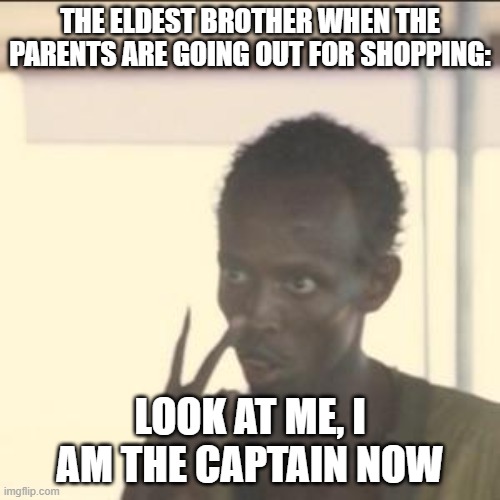 THE ELDEST BROTHER WHEN THE
PARENTS ARE GOING OUT FOR SHOPPING:
LOOK AT ME, I
AM THE CAPTAIN NOW
imgflip.com